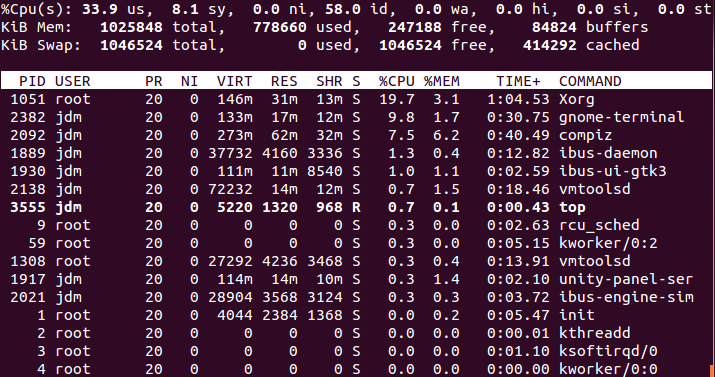 %Cpu(s): 33.9 us,  8.1 sy,  0.0 ni, 58.0 id,  0.0 wa,  0.0 hi,  0.0 si,  0.0 st
KiB Mem:   1025848 total,   778660 used,   247188 free,    84824 buffers
KiB Swap:  1046524 total,        0 used,  1046524 free,   414292 cached
  PID USER      PR  NI  VIRT  RES  SHR S  %CPU %MEM    TIME+  COMMAND
 1051 root      20   0  146m  31m  13m S  19.7  3.1   1:04.53 Xorg
 2382 jdm       20   0  133m  17m  12m S   9.8  1.7   0:30.75 gnome-terminal
 2092 jdm       20   0  273m  62m  32m S   7.5  6.2   0:40.49 compiz
 1889 jdm       20   0 37732 4160 3336 S   1.3  0.4   0:12.82 ibus-daemon
 1930 jdm       20   0  111m  11m 8540 S   1.0  1.1   0:02.59 ibus-ui-gtk3
 2138 jdm       20   0 72232  14m  12m S   0.7  1.5   0:18.46 vmtoolsd
 3555 jdm       20   0  5220 1320  968 R   0.7  0.1   0:00.43 top
    9 root      20   0     0    0    0 S   0.3  0.0   0:02.63 rcu_sched
   59 root      20   0     0    0    0 S   0.3  0.0   0:05.15 kworker/0:2
 1308 root      20   0 27292 4236 3468 S   0.3  0.4   0:13.91 vmtoolsd
 1917 jdm       20   0  114m  14m  10m S   0.3  1.4   0:02.10 unity-panel-ser
 2021 jdm       20   0 28904 3568 3124 S   0.3  0.3   0:03.72 ibus-engine-sim
    1 root      20   0  4044 2384 1368 S   0.0  0.2   0:05.47 init
    2 root      20   0     0    0    0 S   0.0  0.0   0:00.01 kthreadd
    3 root      20   0     0    0    0 S   0.0  0.0   0:01.10 ksoftirqd/0
    4 root      20   0     0    0    0 S   0.0  0.0   0:00.00 kworker/0:0